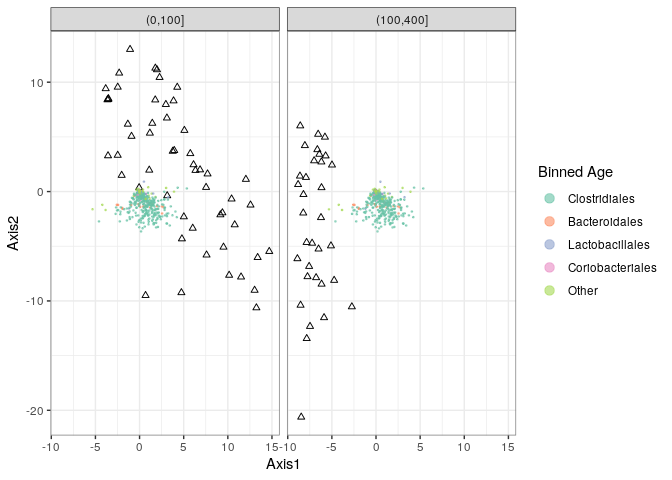 (0,100]
(100,400]
10
0
-10
-20
Axis2
-10
-5
0
5
10
15
-10
-5
0
5
10
15
Axis1
Binned Age
Clostridiales
Bacteroidales
Lactobacillales
Coriobacteriales
Other